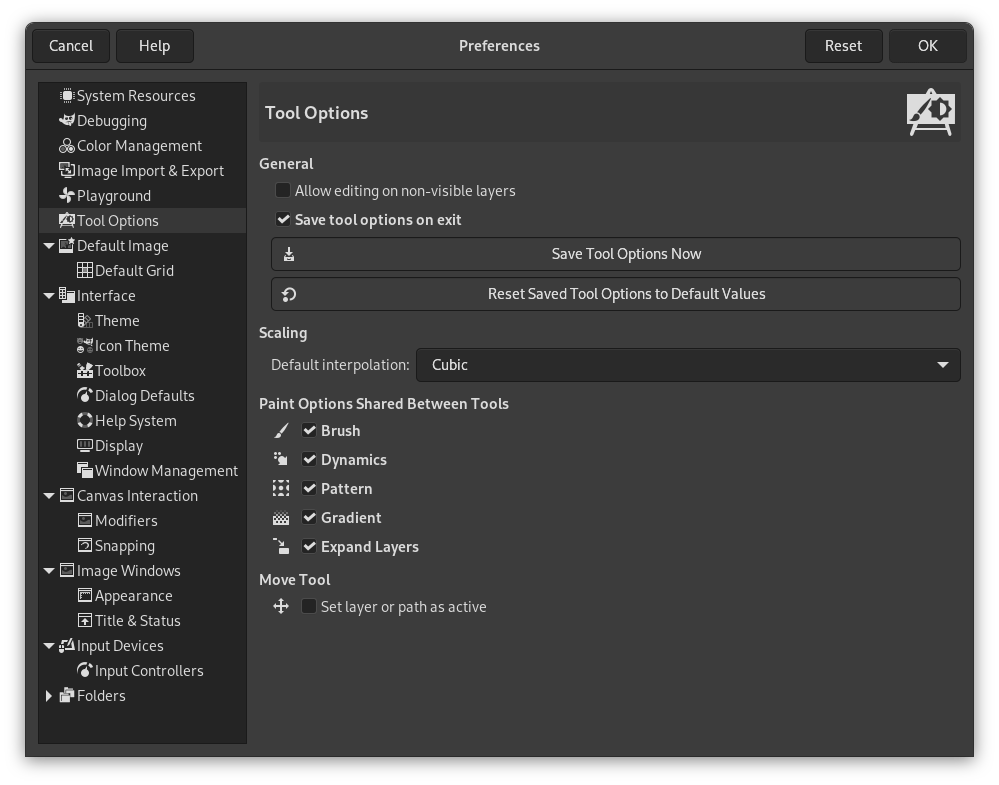 Cancel Help Preferences Reset OK
System Resources
Debugging
Color Management
Image Import & Export
Playground
Tool Options
Default Image
Default Grid
Interface
Theme
Icon Theme
Toolbox
Dialog Defaults
Help System
Display
Window Management
Canvas Interaction
Modifiers
Snapping
Image Windows
Appearance
Title & Status
Input Devices
Input Controllers
Folders
Tool Options
General
Allow editing on non-visible layers
Save tool options on exit
Save Tool Options Now
Reset Saved Tool Options to Default Values
Scaling
Default interpolation: Cubic
Paint Options Shared Between Tools
Brush
Dynamics
Pattern
Gradient
Expand Layers
Move Tool
Set layer or path as active